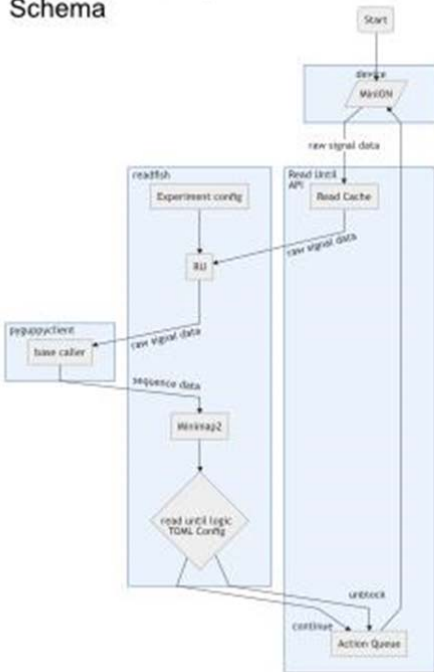 Schema
Start
device
MinION
raw signal data
readfish
Read Until
API
Experiment config
Read Cache
raw signal data
RU
raw signal data
pyguppyclient
base caller
sequence data
Minimap2
read until logic
TOML Config
unblock
continue
Action Queue